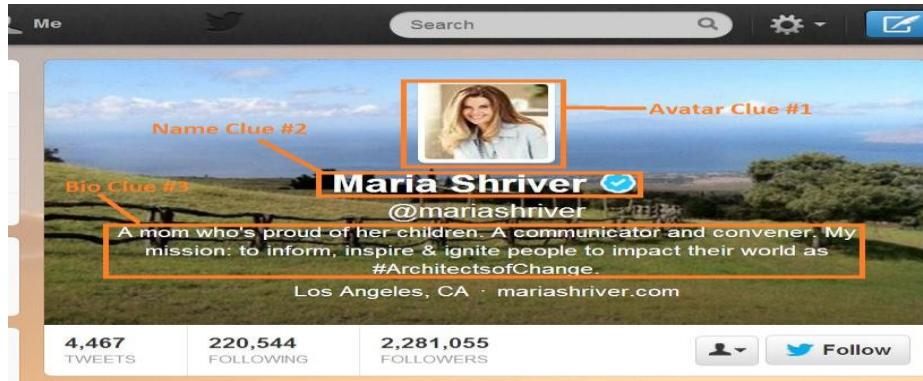 Me
Search
Avatar Clue #1
Name Clue #2
Bio Clue #3
Maria Shriver
@mariashriver
A mom who's proud of her children. A communicator and convener. My
mission: to inform, inspire & ignite people to impact their world as
#ArchitectsofChange.
Los Angeles, CA · mariashriver.com
4,467 220,544 2,281,055
TWEETS FOLLOWING FOLLOWERS
Follow